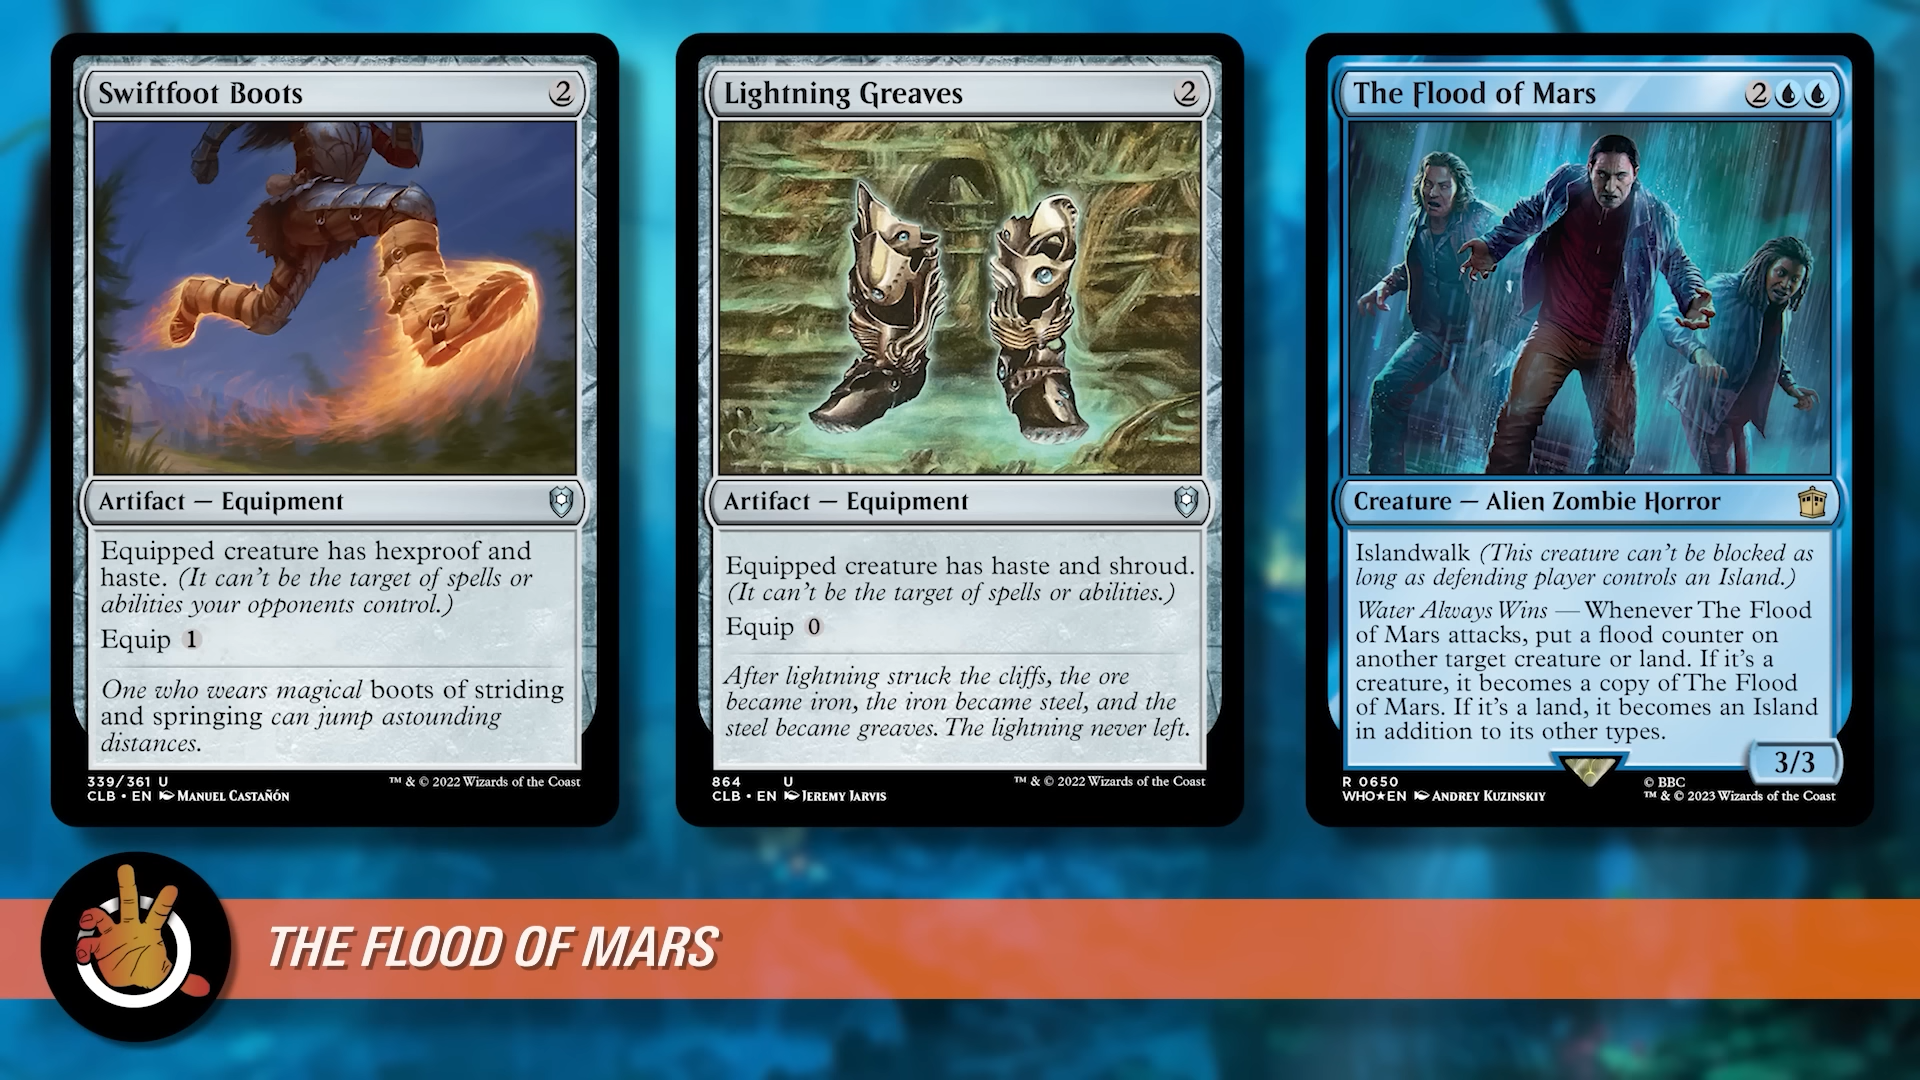 Swiftfoot Boots 2
Artifact — Equipment
Equipped creature has hexproof and
haste. (It can't be the target of spells or
abilities your opponents control.)
Equip 1
One who wears magical boots of striding
and springing can jump astounding
distances.
339/361 U
CLB • EN MANUEL CASTAÑÓN
™ & © 2022 Wizards of the Coast
Lightning Greaves 2
Artifact — Equipment
Equipped creature has haste and shroud.
(It can't be the target of spells or abilities.)
Equip 0
After lightning struck the cliffs, the ore
became iron, the iron became steel, and the
steel became greaves. The lightning never left.
864 U
CLB • EN JEREMY JARVIS
™ & © 2022 Wizards of the Coast
The Flood of Mars 2
Creature — Alien Zombie Horror
Islandwalk (This creature can't be blocked as
long as defending player controls an Island.)
Water Always Wins — Whenever The Flood
of Mars attacks, put a flood counter on
another target creature or land. If it's a
creature, it becomes a copy of The Flood
of Mars. If it's a land, it becomes an Island
in addition to its other types.
3/3
R 0650
WHO★EN ANDREY KUZINSKIY
© BBC
™ & © 2023 Wizards of the Coast
THE FLOOD OF MARS